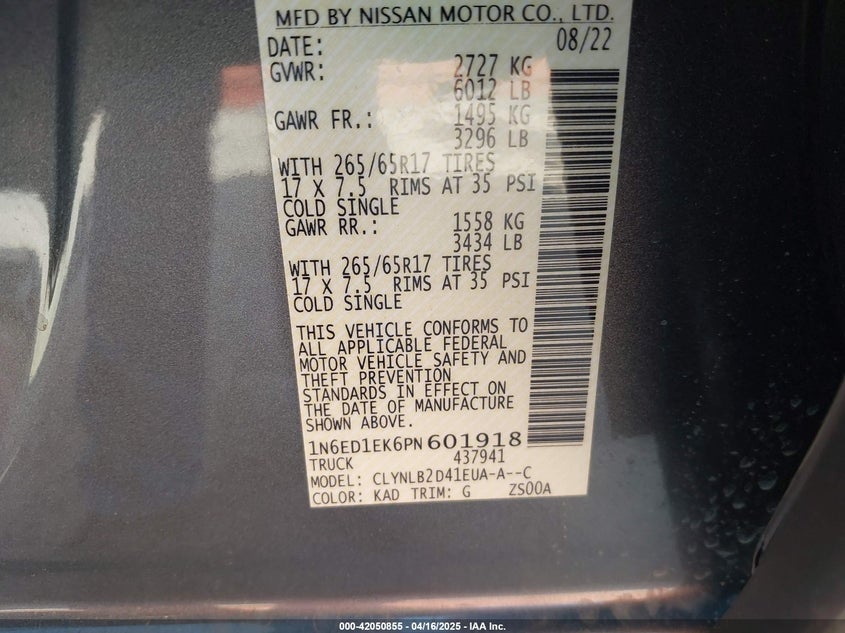 MFD BY NISSAN MOTOR CO., LTD.
DATE: 08/22
GVWR: 2727 KG
6012 LB
GAWR FR.: 1495 KG
3296 LB
WITH 265/65R17 TIRES
17 X 7.5 RIMS AT 35 PSI
COLD SINGLE
GAWR RR.: 1558 KG
3434 LB
WITH 265/65R17 TIRES
17 X 7.5 RIMS AT 35 PSI
COLD SINGLE
THIS VEHICLE CONFORMS TO
ALL APPLICABLE FEDERAL
MOTOR VEHICLE SAFETY AND
THEFT PREVENTION
STANDARDS IN EFFECT ON
THE DATE OF MANUFACTURE
SHOWN ABOVE.
1N6ED1EK6PN601918
TRUCK 437941
MODEL: CLYNLB2D41EUA-A--C
COLOR: KAD TRIM: G ZS00A
000-42050855 - 04/16/2025 - IAA Inc.